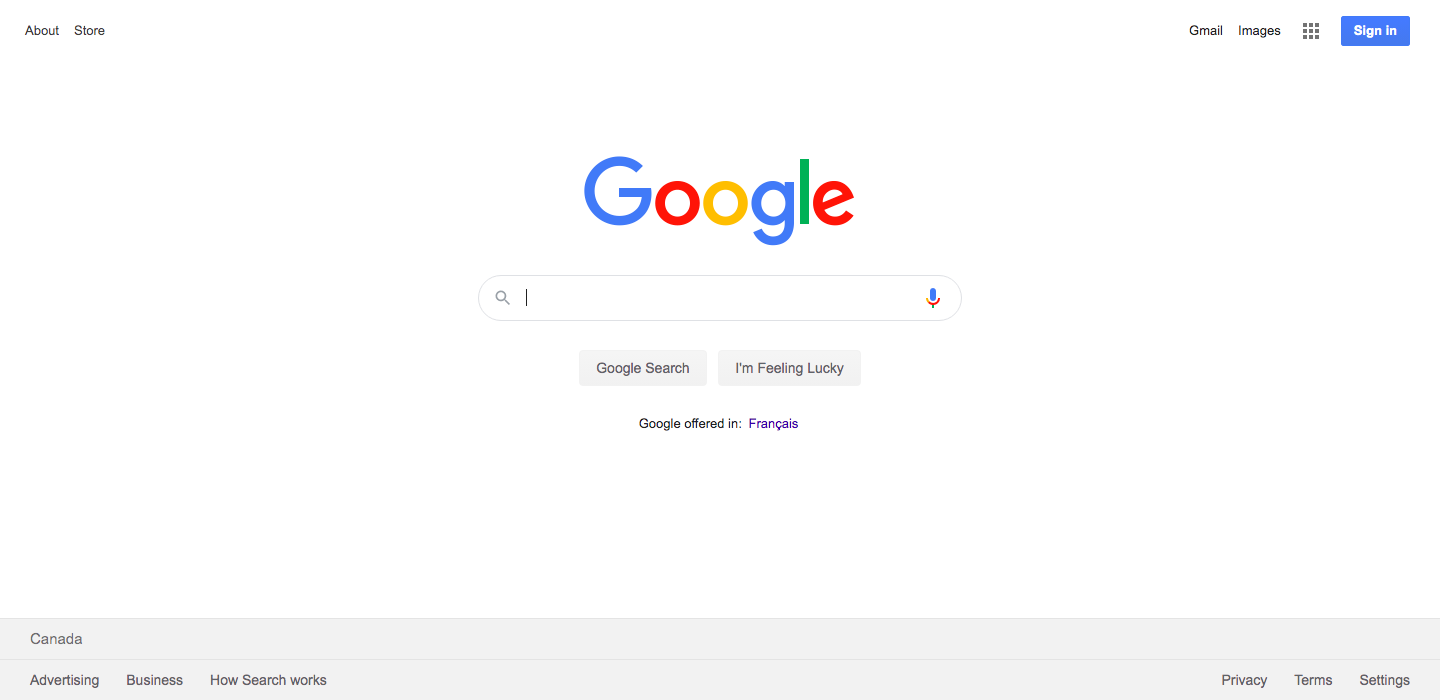 About Store Gmail Images Sign in
Google
Google Search I'm Feeling Lucky
Google offered in: Français
Canada
Advertising Business How Search works Privacy Terms Settings